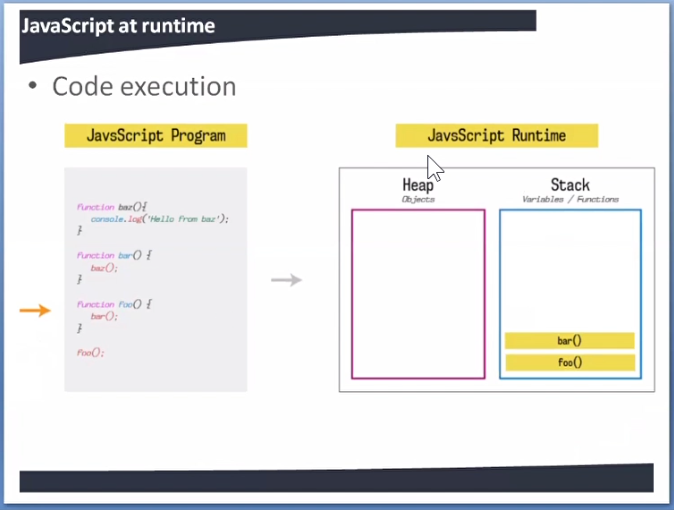 JavaScript at runtime
• Code execution
JavsScript Program
function baz(){
console.log('Hello from baz');
}
function bar() {
baz();
}
function foo() {
bar();
}
foo();
JavsScript Runtime
Heap
Objects
Stack
Variables / Functions
bar()
foo()